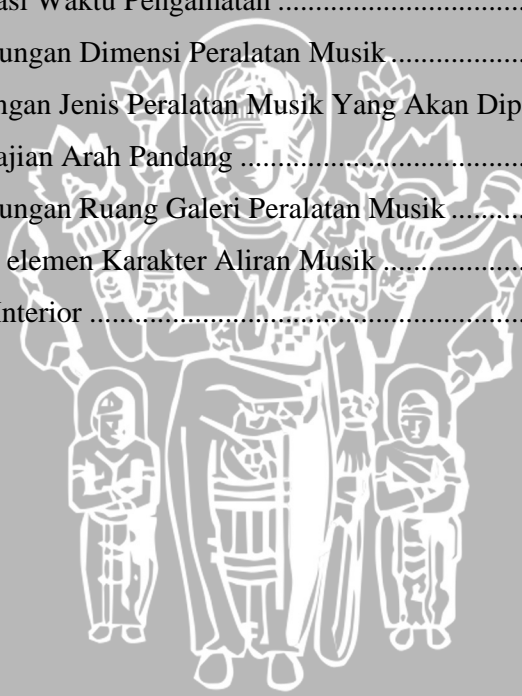 asi Waktu Pengamatan ...............................
ungan Dimensi Peralatan Musik .................
ngan Jenis Peralatan Musik Yang Akan Dip
ajian Arah Pandang ....................................
ungan Ruang Galeri Peralatan Musik .........
elemen Karakter Aliran Musik ..................
Interior ........................................................